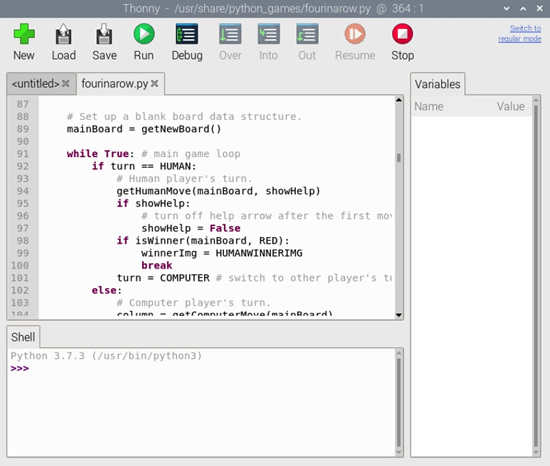 Thonny - /usr/share/python_games/fourinarow.py @ 364 : 1
New Load Save Run Debug Over Into Out Resume Stop
Switch to
regular mode
<untitled> fourinarow.py
87
88 # Set up a blank board data structure.
89 mainBoard = getNewBoard()
90
91 while True: # main game loop
92 if turn == HUMAN:
93 # Human player's turn.
94 getHumanMove(mainBoard, showHelp)
95 if showHelp:
96 # turn off help arrow after the first mov
97 showHelp = False
98 if isWinner(mainBoard, RED):
99 winnerImg = HUMANWINNERIMG
100 break
101 turn = COMPUTER # switch to other player's tu
102 else:
103 # Computer player's turn.
104 column = getComputerMove(mainBoard)
Variables
Name Value
Shell
Python 3.7.3 (/usr/bin/python3)
>>>